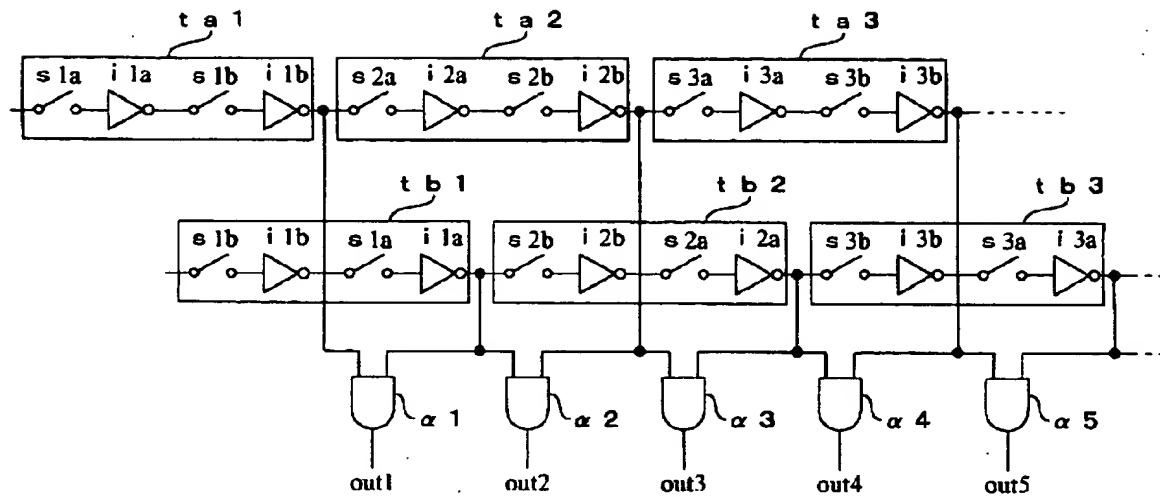 t a 1 t a 2 t a 3
s 1a i 1a s 1b i 1b s 2a i 2a s 2b i 2b s 3a i 3a s 3b i 3b
t b 1 t b 2 t b 3
s 1b i 1b s 1a i 1a s 2b i 2b s 2a i 2a s 3b i 3b s 3a i 3a
α 1 α 2 α 3 α 4 α 5
out1 out2 out3 out4 out5